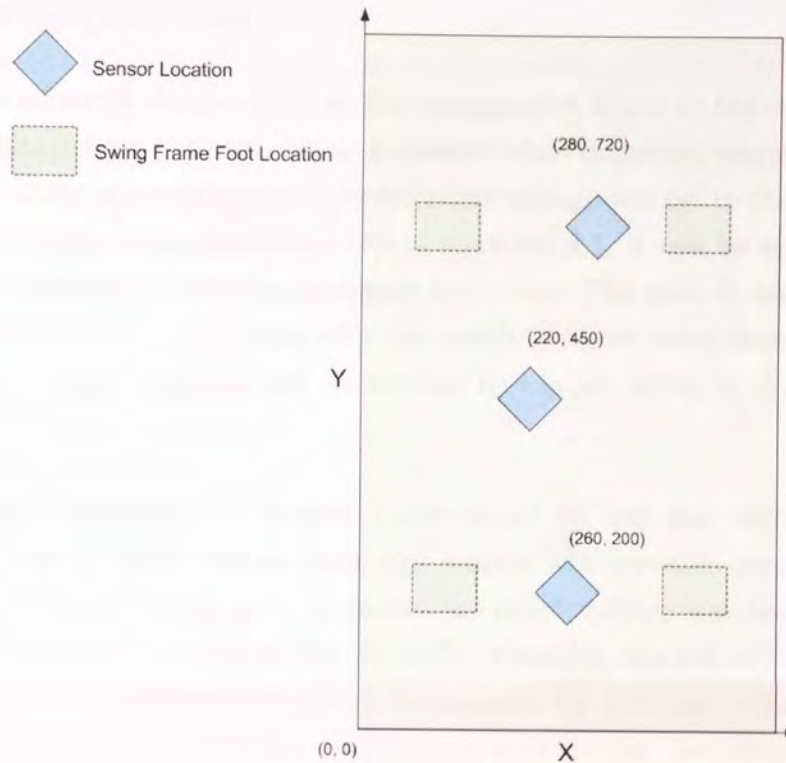 Sensor Location
Swing Frame Foot Location
(280, 720)
(220, 450)
Y
(260, 200)
(0, 0)
X